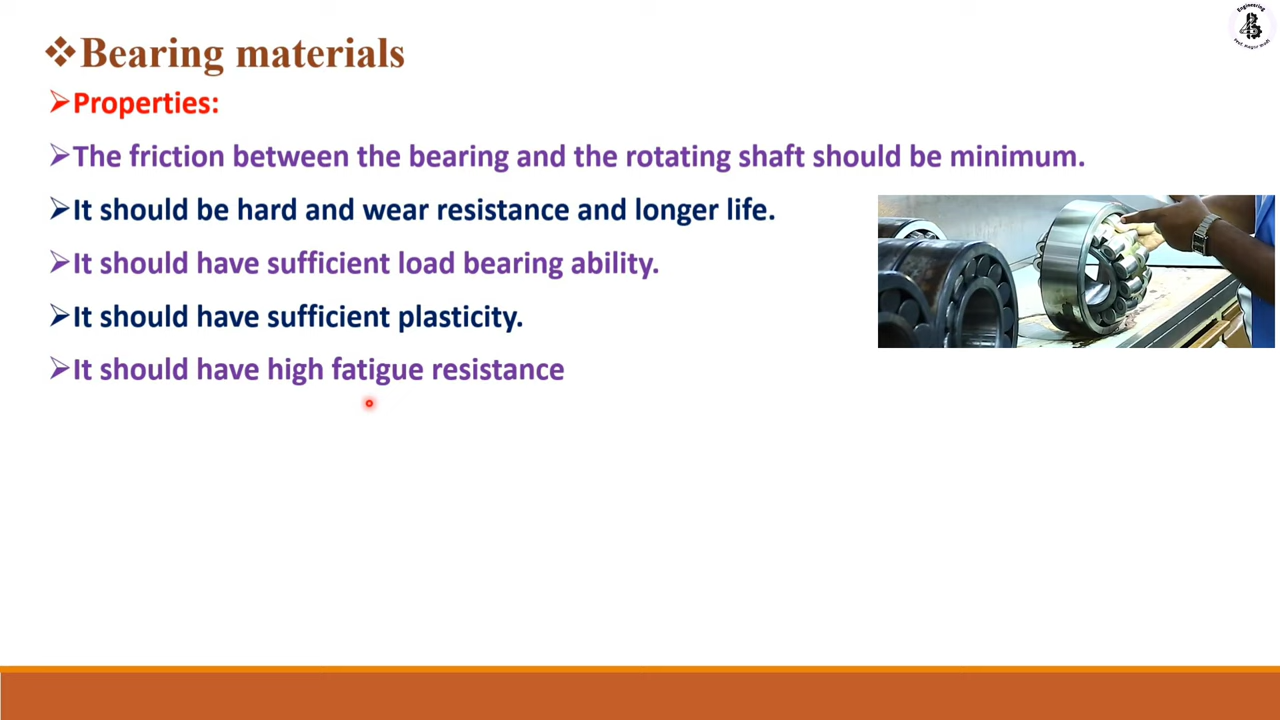 Engineering
Bearing materials
Properties:
The friction between the bearing and the rotating shaft should be minimum.
It should be hard and wear resistance and longer life.
It should have sufficient load bearing ability.
It should have sufficient plasticity.
It should have high fatigue resistance